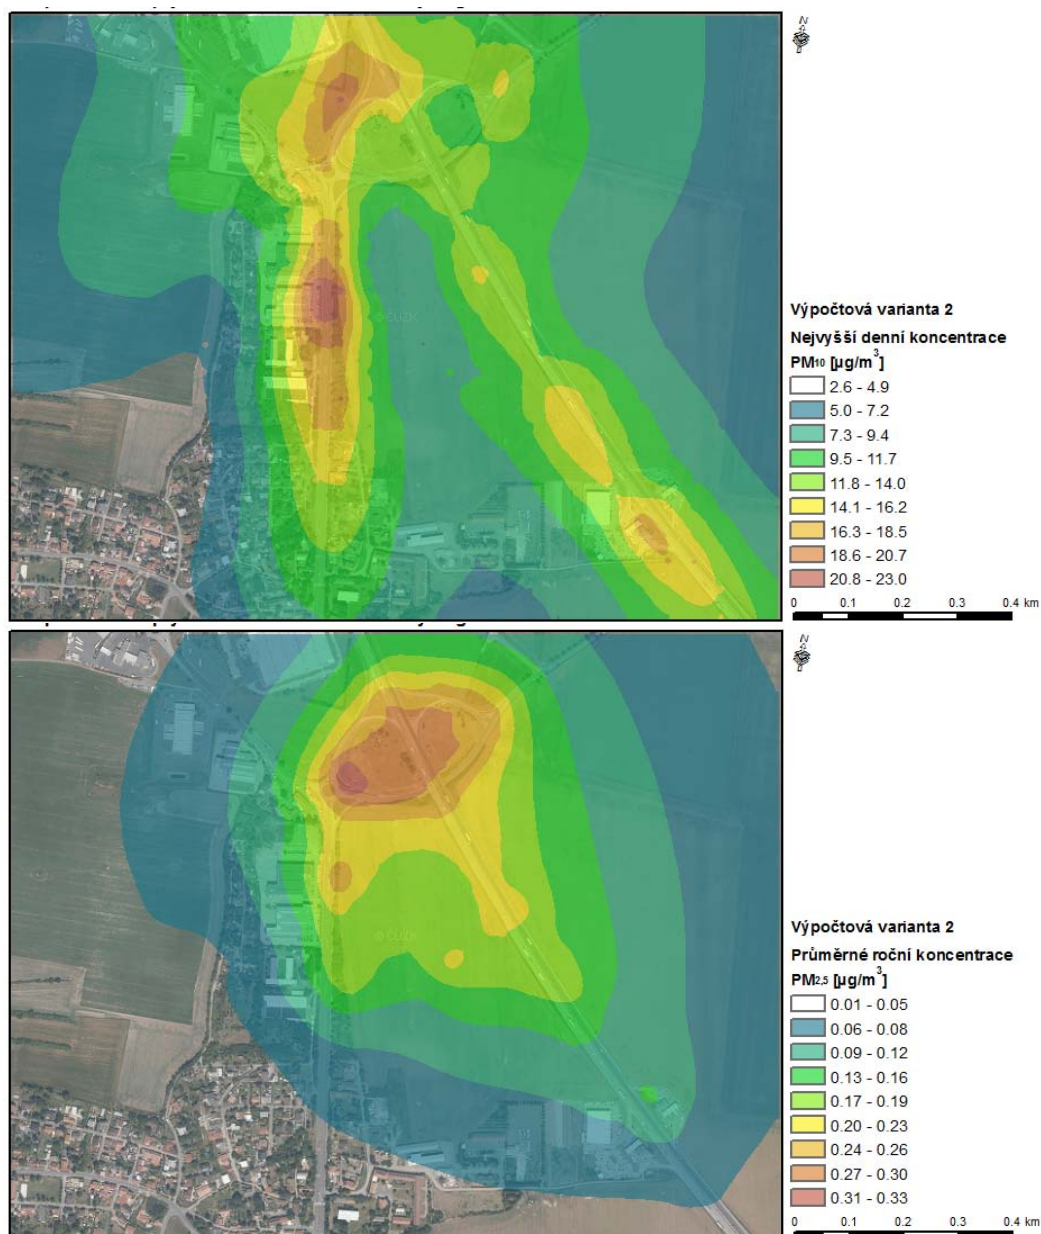 N
© ČÚZK
Výpočtová varianta 2
Nejvyšší denní koncentrace
PM10 [µg/m3]
2.6 - 4.9
5.0 - 7.2
7.3 - 9.4
9.5 - 11.7
11.8 - 14.0
14.1 - 16.2
16.3 - 18.5
18.6 - 20.7
20.8 - 23.0
0 0.1 0.2 0.3 0.4 km
N
© ČÚZK
Výpočtová varianta 2
Průměrné roční koncentrace
PM2,5 [µg/m3]
0.01 - 0.05
0.06 - 0.08
0.09 - 0.12
0.13 - 0.16
0.17 - 0.19
0.20 - 0.23
0.24 - 0.26
0.27 - 0.30
0.31 - 0.33
0 0.1 0.2 0.3 0.4 km